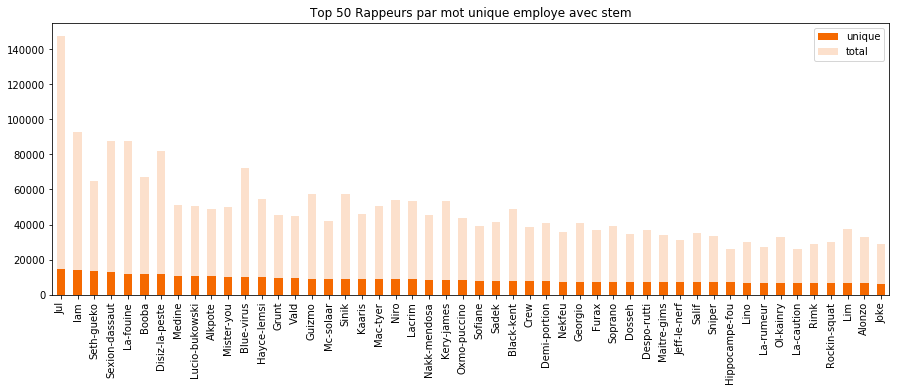 Top 50 Rappeurs par mot unique employe avec stem
unique
total
140000
120000
100000
80000
60000
40000
20000
0
Jul
Iam
Seth-gueko
Sexion-dassaut
La-fouine
Booba
Disiz-la-peste
Medine
Lucio-bukowski
Alkpote
Mister-you
Blue-virus
Hayce-lemsi
Grunt
Vald
Guizmo
Mc-solaar
Sinik
Kaaris
Mac-tyer
Niro
Lacrim
Nakk-mendosa
Kery-james
Oxmo-puccino
Sofiane
Sadek
Black-kent
Crew
Demi-portion
Nekfeu
Georgio
Furax
Soprano
Dosseh
Despo-rutti
Maitre-gims
Jeff-le-nerf
Salif
Sniper
Hippocampe-fou
Lino
La-rumeur
Ol-kainry
La-caution
Rimk
Rockin-squat
Lim
Alonzo
Joke